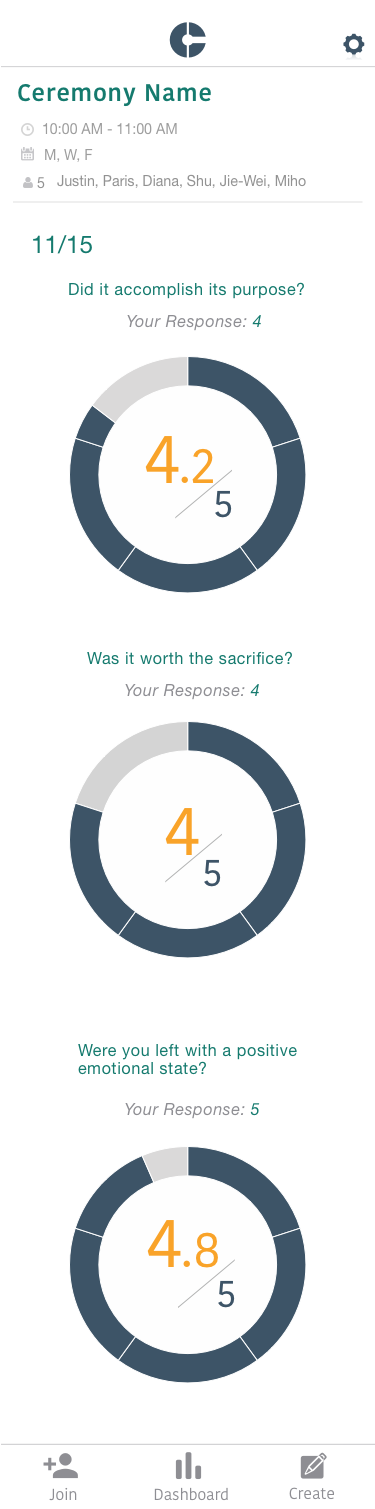 Ceremony Name
10:00 AM - 11:00 AM
M, W, F
5 Justin, Paris, Diana, Shu, Jie-Wei, Miho
11/15
Did it accomplish its purpose?
Your Response: 4
4.2
5
Was it worth the sacrifice?
Your Response: 4
4
5
Were you left with a positive
emotional state?
Your Response: 5
4.8
5
Join Dashboard Create